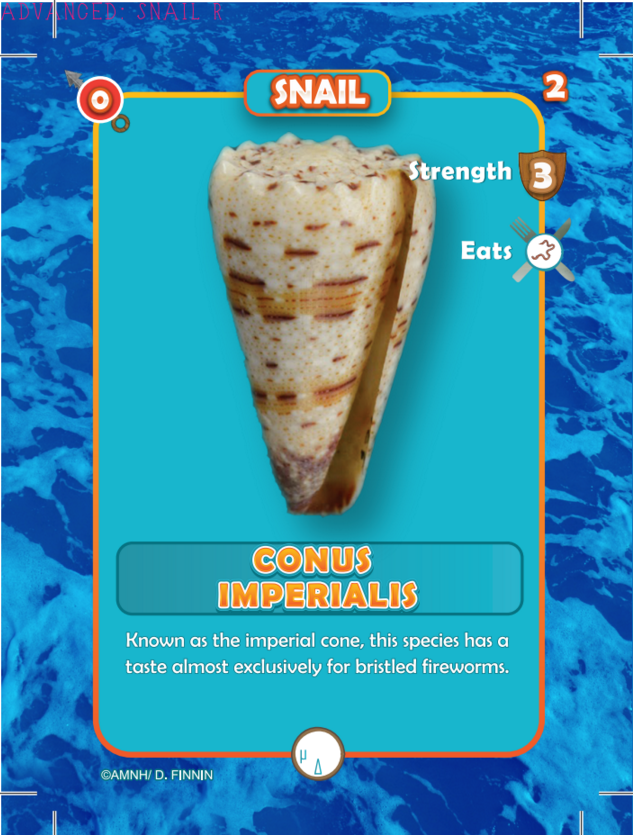 ADVANCED: SNAIL R
SNAIL
0
2
Strength 3
Eats
CONUS
IMPERIALIS
Known as the imperial cone, this species has a
taste almost exclusively for bristled fireworms.
μ Δ
©AMNH/ D. FINNIN